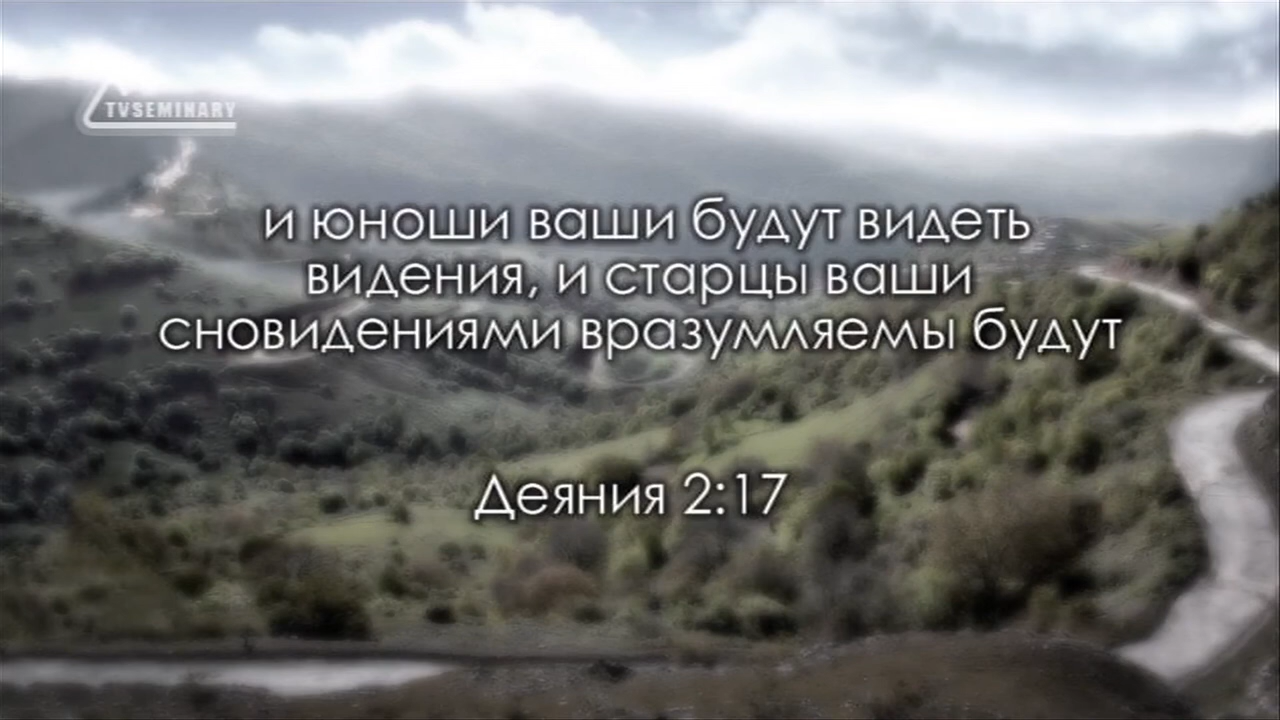 TVSEMINARY
и юноши ваши будут видеть
видения, и старцы ваши
сновидениями вразумляемы будут
Деяния 2:17